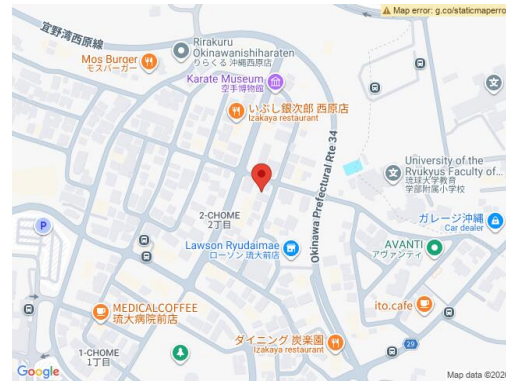 Map error: g.co/staticmaperro
宜野湾西原線
Rirakuru
Okinawanishiharaten
りらくる 沖縄西原店
Mos Burger
モスバーガー
Karate Museum
空手博物館
いぶし銀次郎 西原店
Izakaya restaurant
Okinawa Prefectural Rte 34
University of the
Ryukyus Faculty of...
琉球大学教育
学部附属小学校
2-CHOME
2丁目
ガレージ沖縄
Car dealer
Lawson Ryudaimae
ローソン 琉大前店
AVANTI
アヴァンティ
P
MEDICALCOFFEE
琉大病院前店
ito.cafe
ダイニング 炭楽園
Izakaya restaurant
29
1-CHOME
1丁目
Google
Map data ©2026